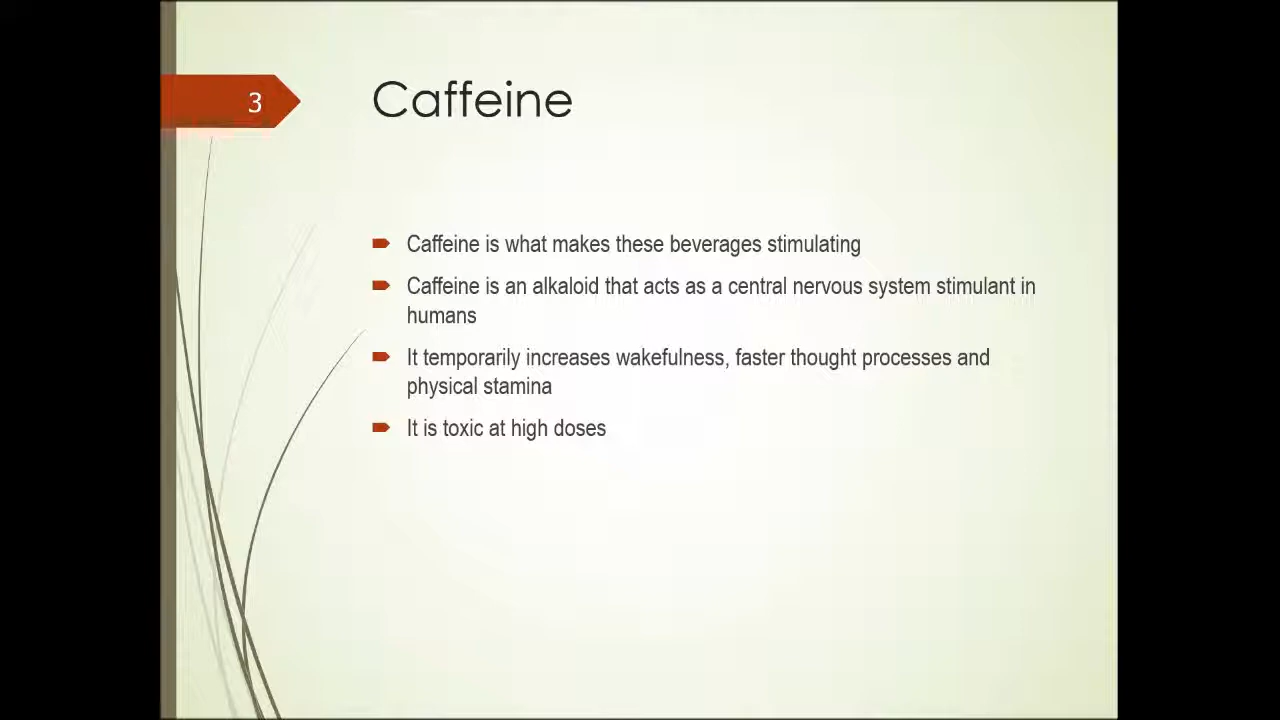 3
Caffeine
Caffeine is what makes these beverages stimulating
Caffeine is an alkaloid that acts as a central nervous system stimulant in
humans
It temporarily increases wakefulness, faster thought processes and
physical stamina
It is toxic at high doses